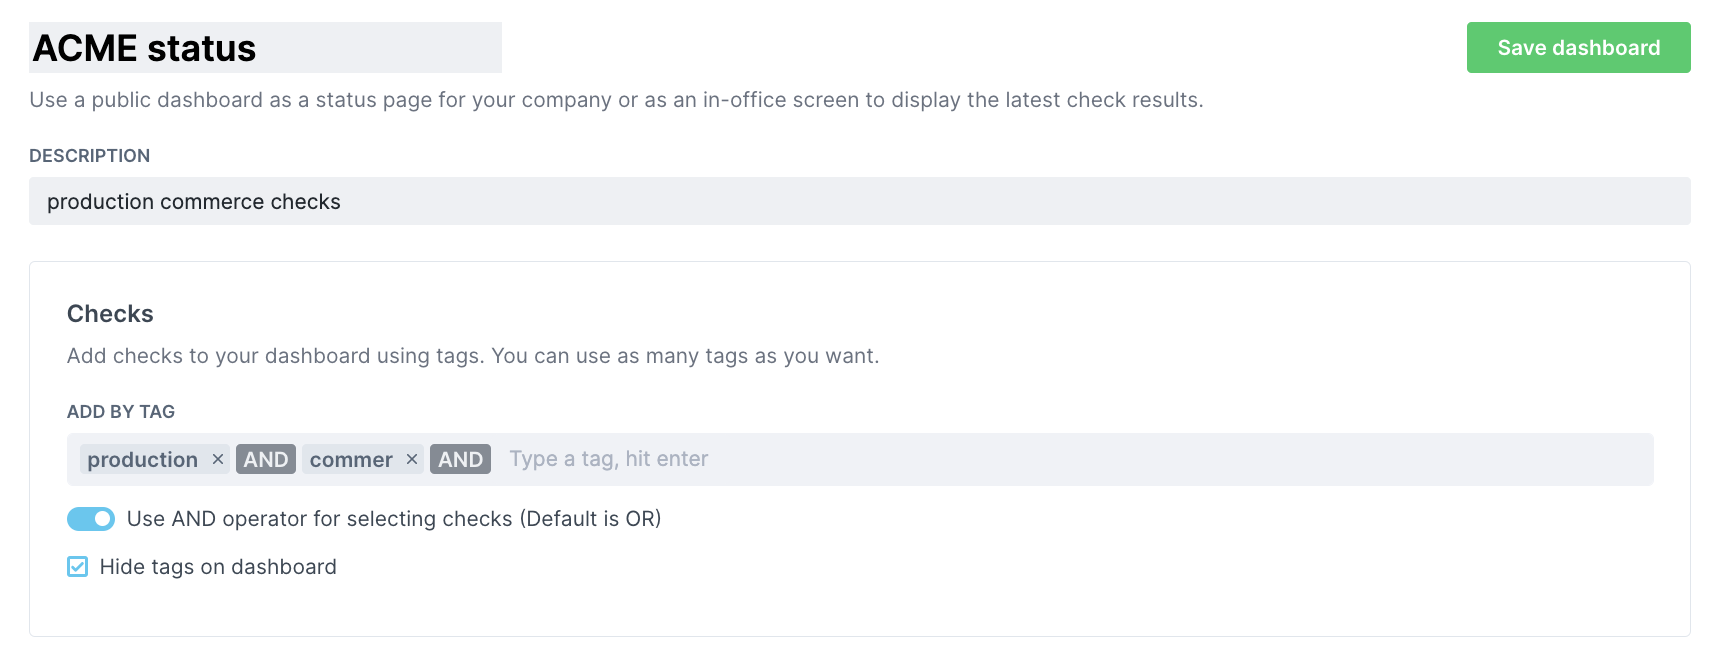 ACME status
Save dashboard
Use a public dashboard as a status page for your company or as an in-office screen to display the latest check results.
DESCRIPTION
production commerce checks
Checks
Add checks to your dashboard using tags. You can use as many tags as you want.
ADD BY TAG
production × AND commer × AND Type a tag, hit enter
Use AND operator for selecting checks (Default is OR)
Hide tags on dashboard